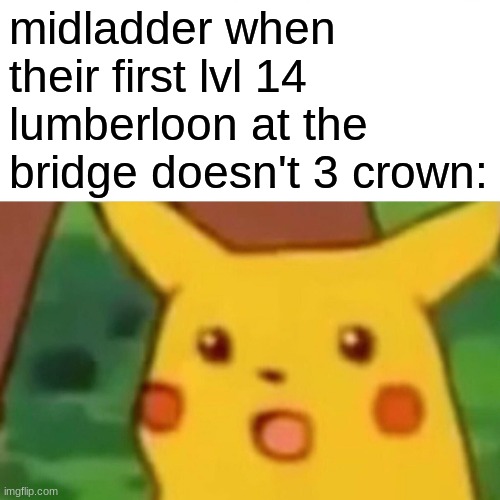 midladder when
their first lvl 14
lumberloon at the
bridge doesn't 3 crown:
imgflip.com